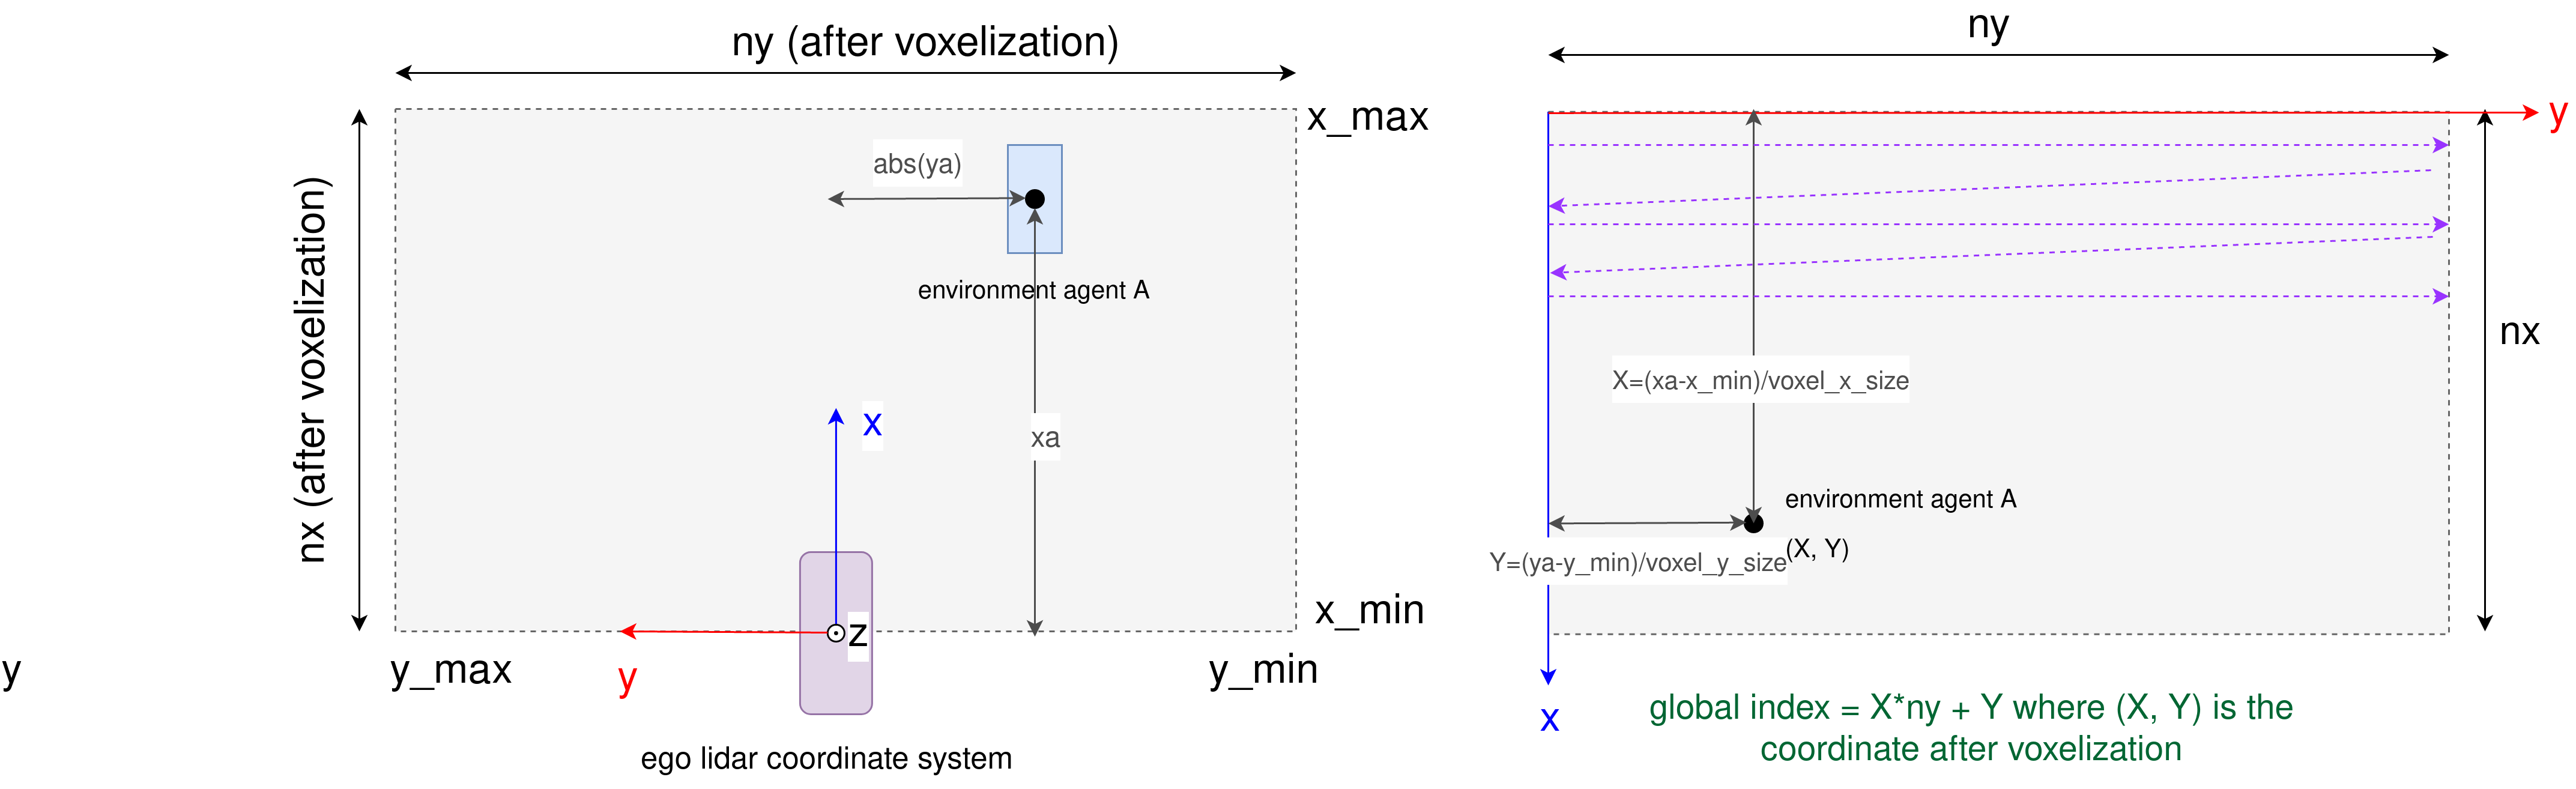 ny (after voxelization)
x_max
abs(ya)
nx (after voxelization)
environment agent A
x
xa
z
x_min
y_max
y
y_min
y
ego lidar coordinate system
ny
y
nx
X=(xa-x_min)/voxel_x_size
environment agent A
(X, Y)
Y=(ya-y_min)/voxel_y_size
x
global index = X*ny + Y where (X, Y) is the
coordinate after voxelization